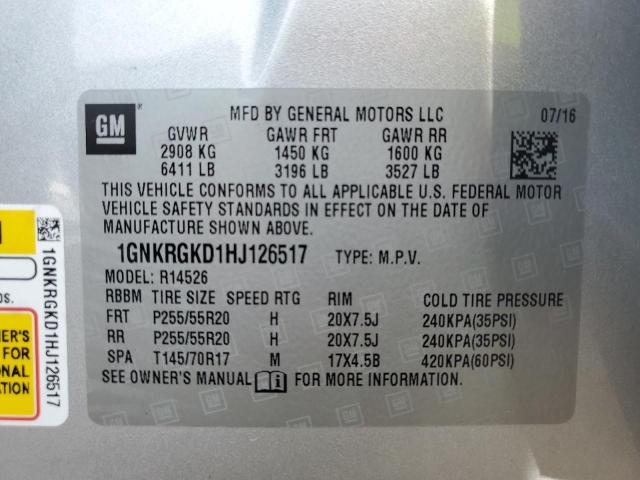 GM
MFD BY GENERAL MOTORS LLC 07/16
GVWR GAWR FRT GAWR RR
2908 KG 1450 KG 1600 KG
6411 LB 3196 LB 3527 LB
THIS VEHICLE CONFORMS TO ALL APPLICABLE U.S. FEDERAL MOTOR
VEHICLE SAFETY STANDARDS IN EFFECT ON THE DATE OF
MANUFACTURE SHOWN ABOVE.
1GNKRGKD1HJ126517 TYPE: M.P.V.
MODEL: R14526
RBBM TIRE SIZE SPEED RTG RIM COLD TIRE PRESSURE
FRT P255/55R20 H 20X7.5J 240KPA(35PSI)
RR P255/55R20 H 20X7.5J 240KPA(35PSI)
SPA T145/70R17 M 17X4.5B 420KPA(60PSI)
SEE OWNER'S MANUAL FOR MORE INFORMATION.
1GNKRGKD1HJ126517
NER'S
FOR
NAL
ION